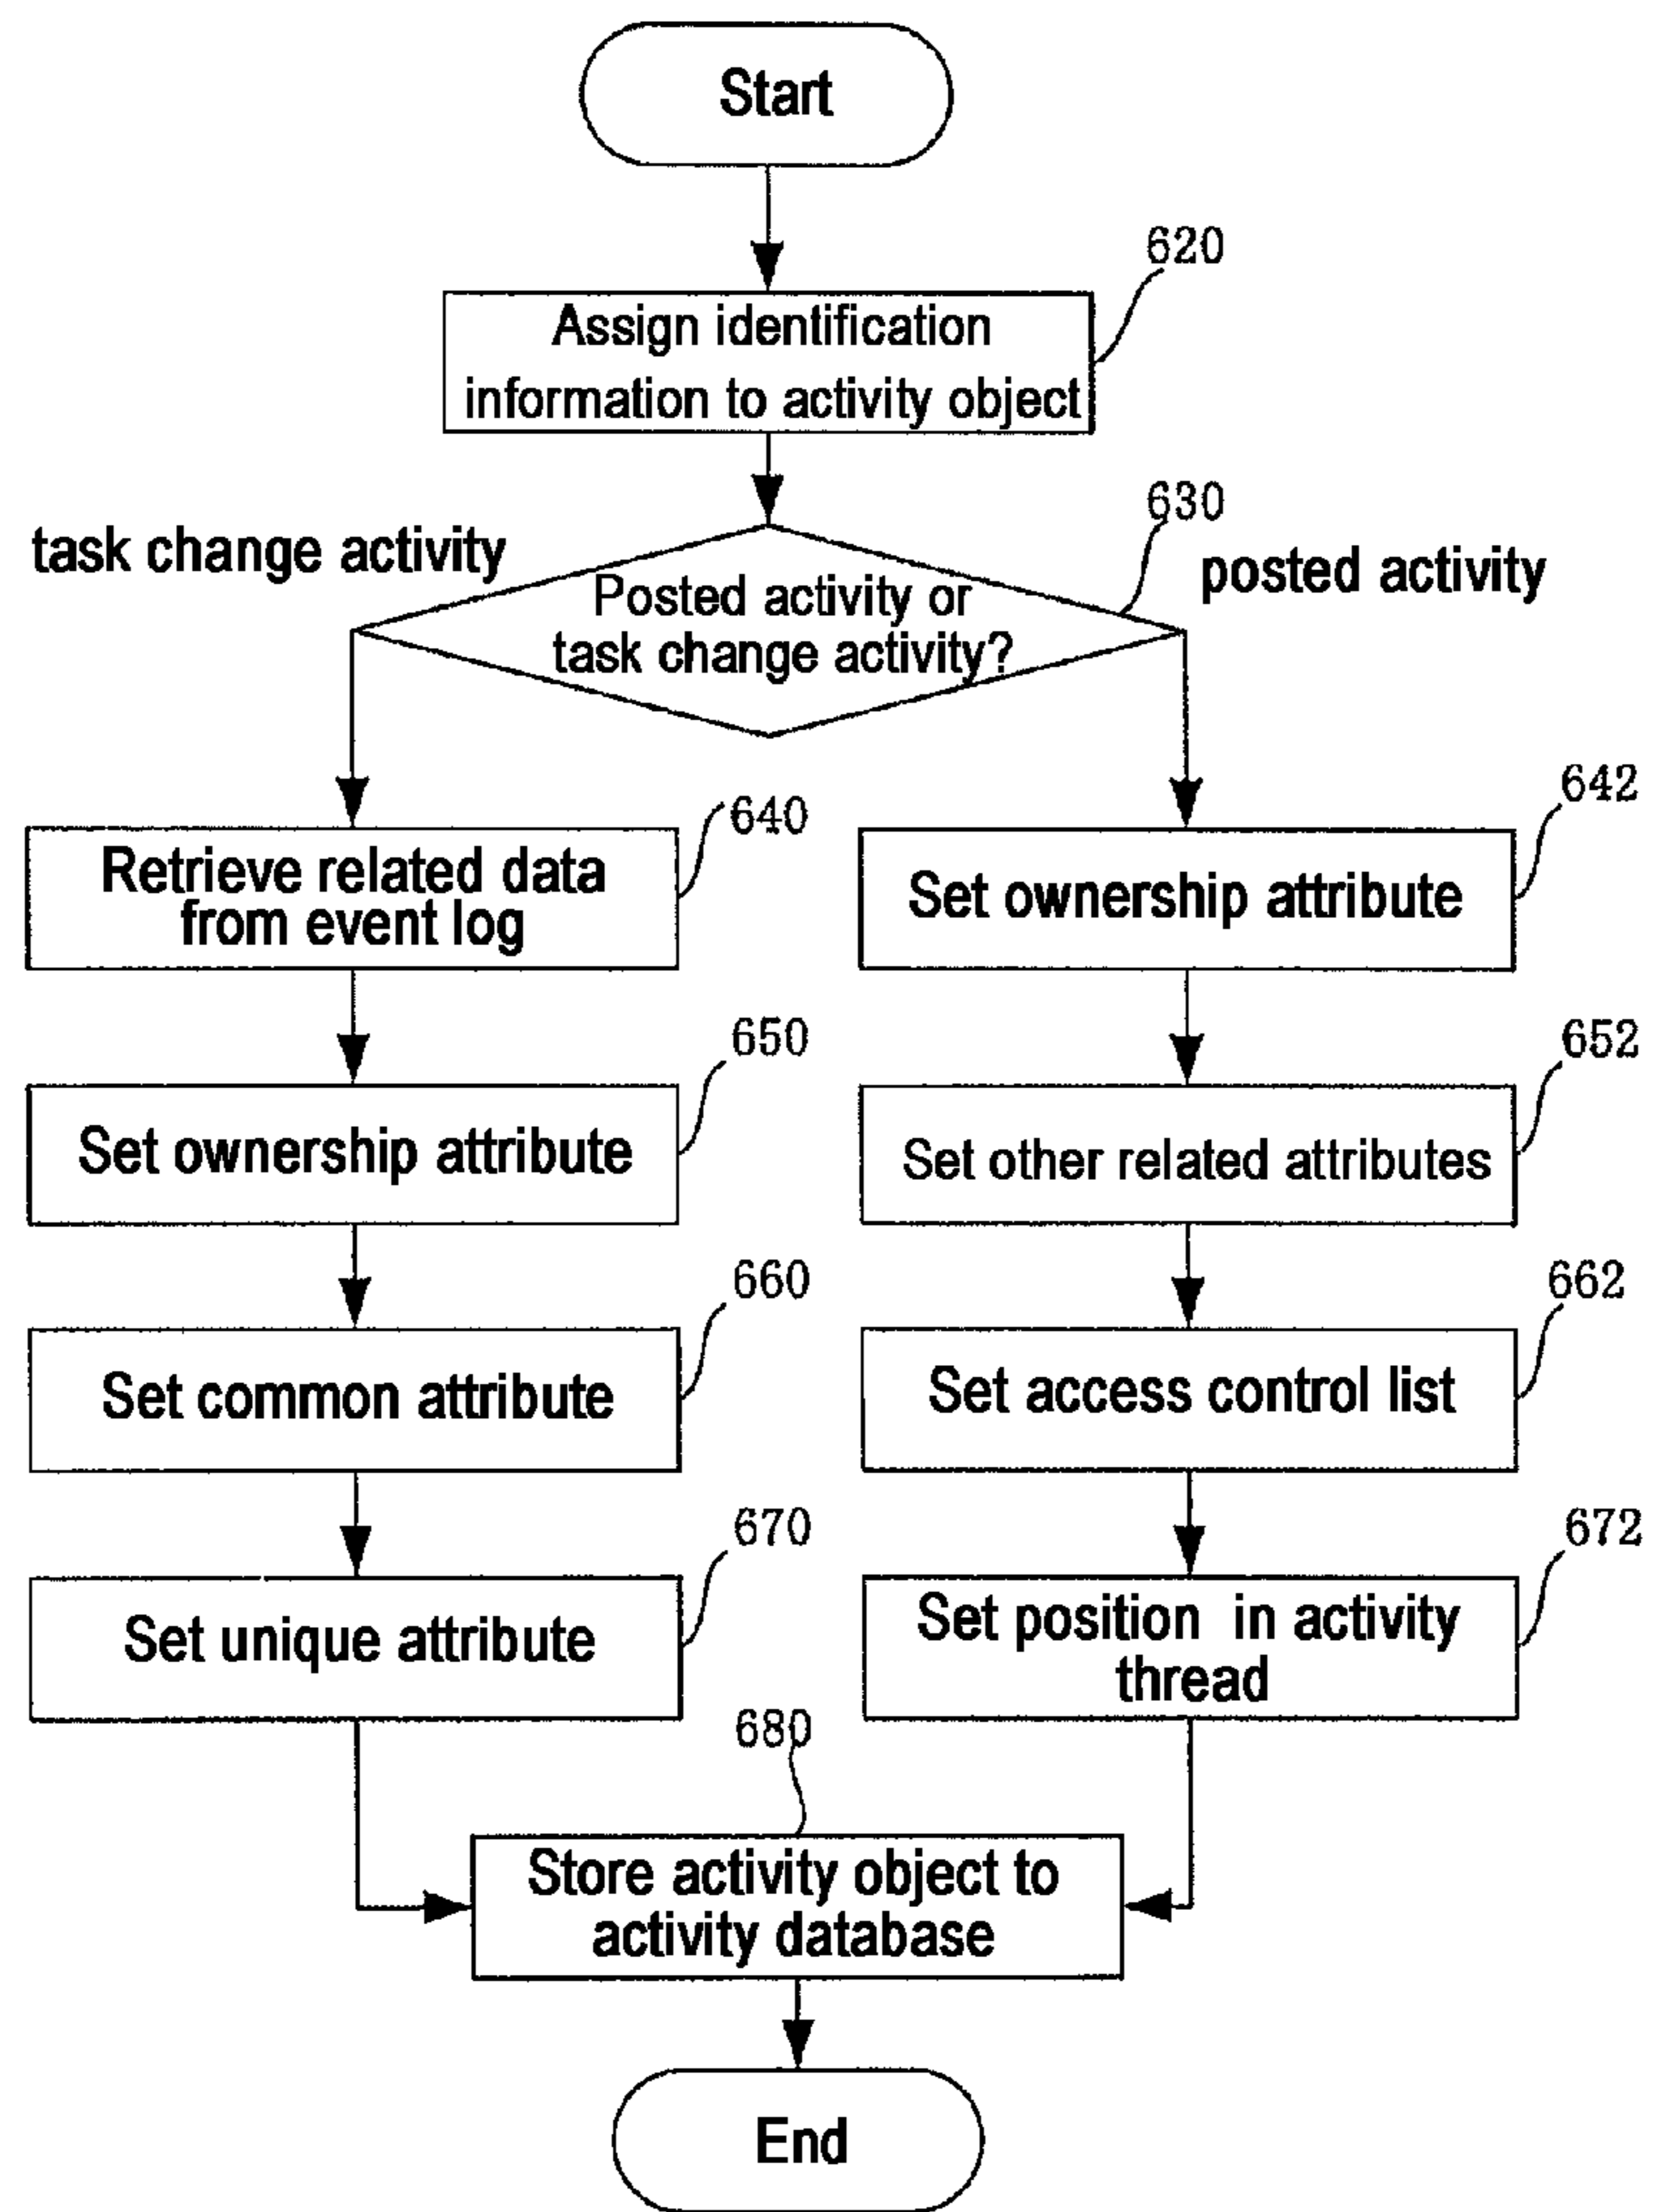 Start
620
Assign identification
information to activity object
630
task change activity
posted activity
Posted activity or
task change activity?
640
642
Retrieve related data
from event log
Set ownership attribute
650
652
Set ownership attribute
Set other related attributes
660
662
Set common attribute
Set access control list
670
672
Set unique attribute
Set position in activity
thread
680
Store activity object to
activity database
End